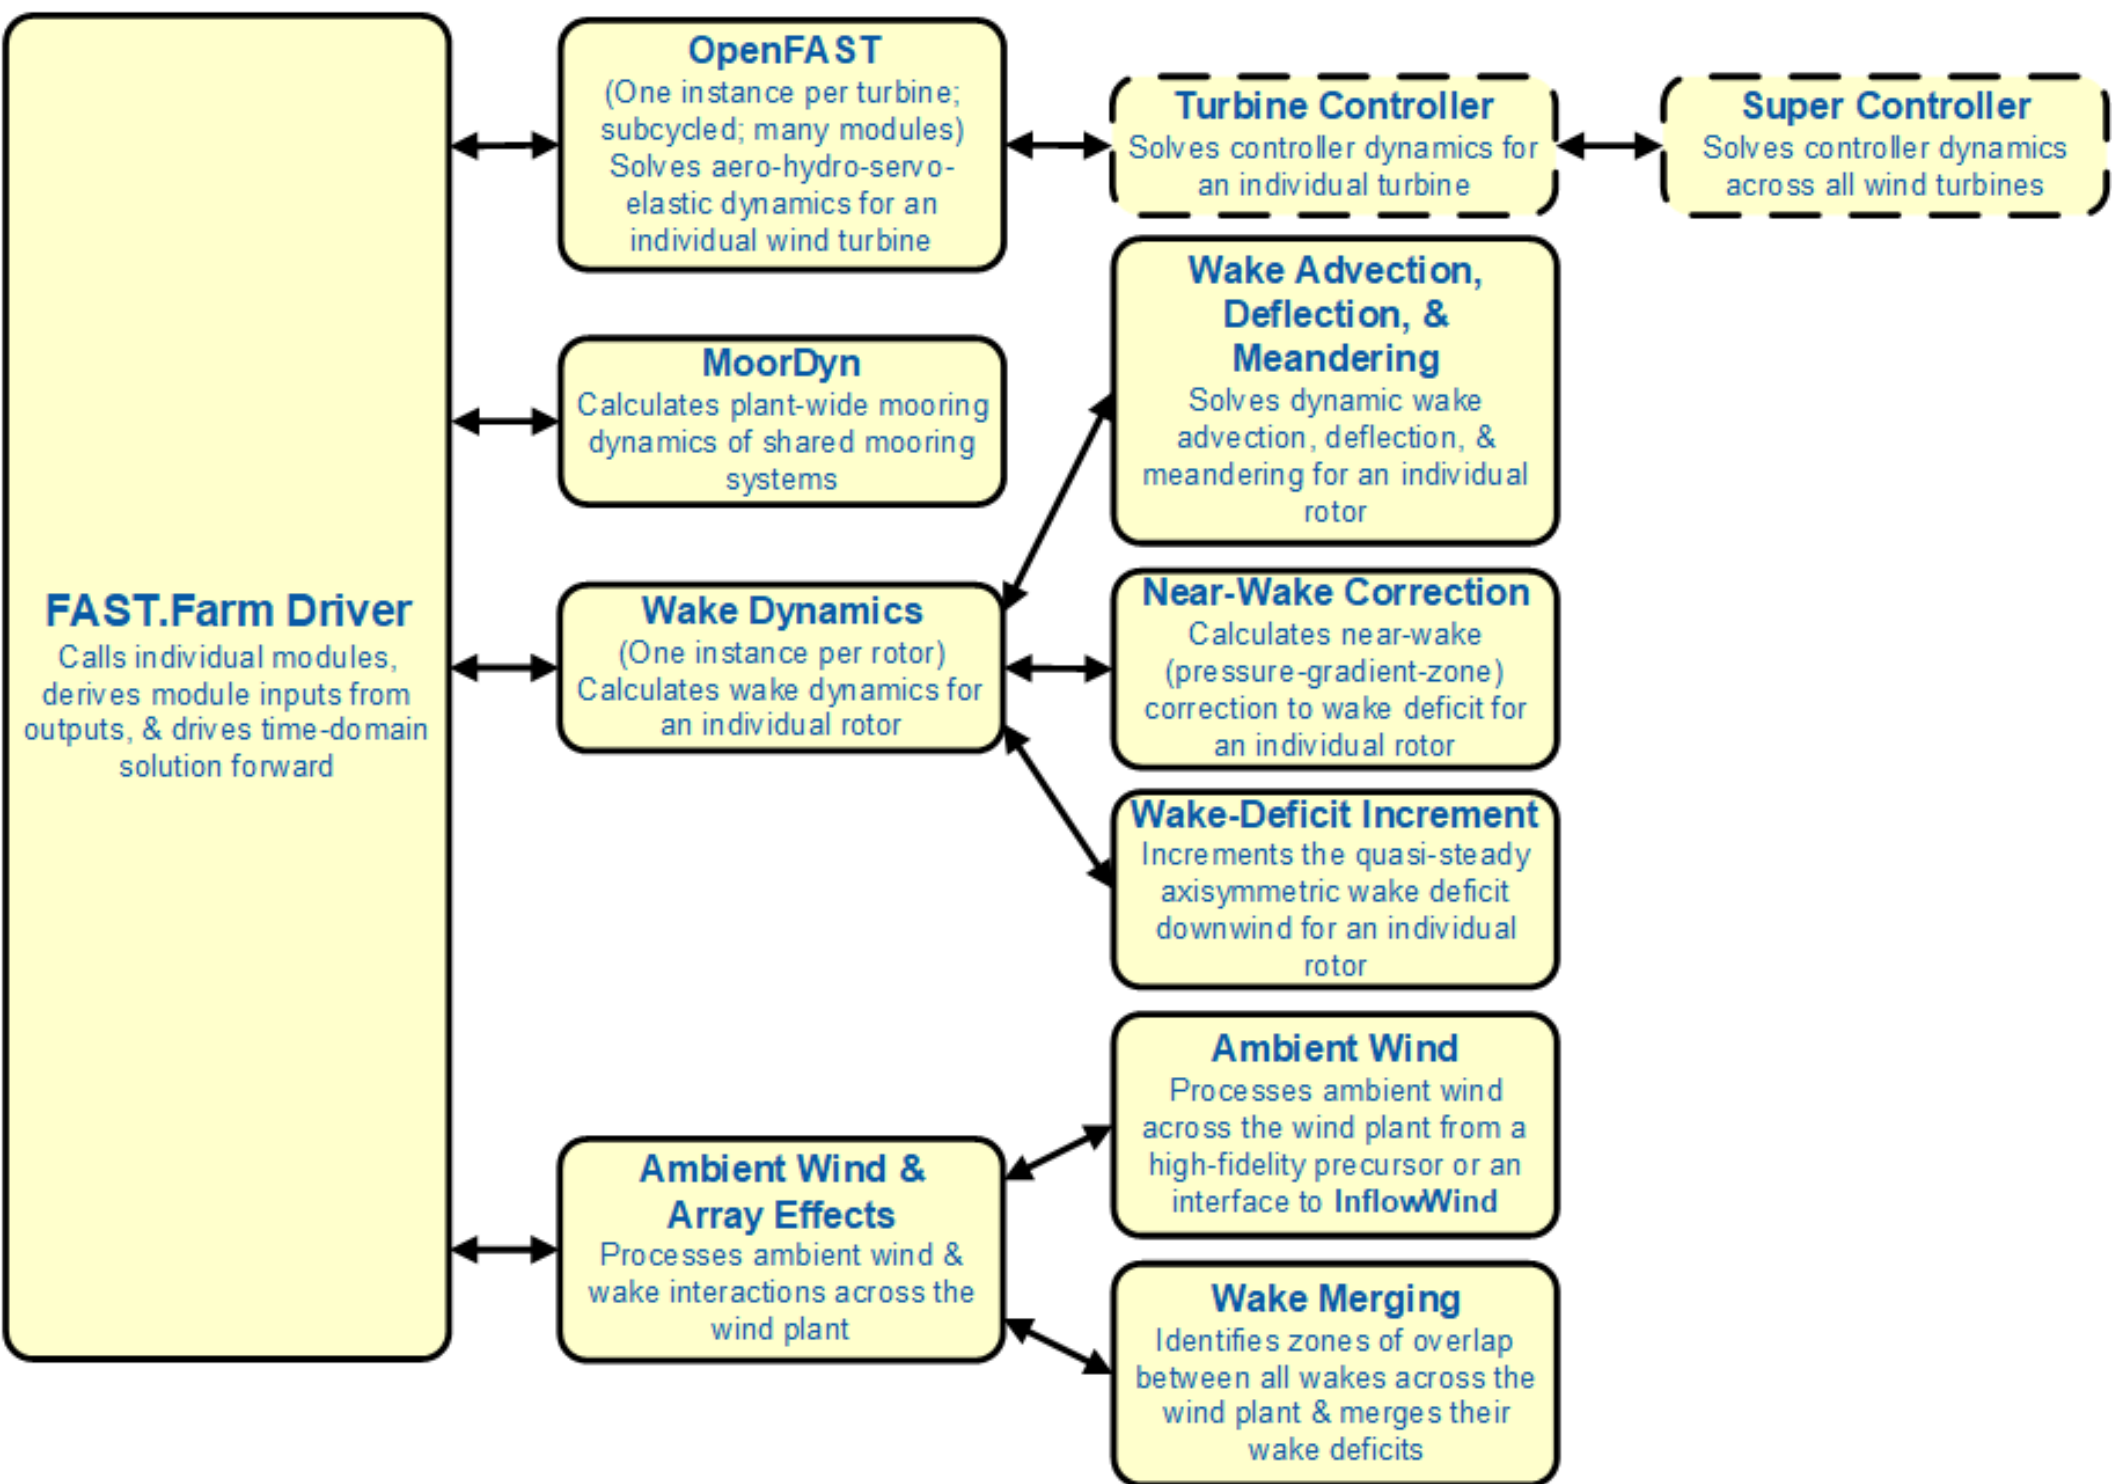 FAST.Farm Driver
Calls individual modules,
derives module inputs from
outputs, & drives time-domain
solution forward
OpenFAST
(One instance per turbine;
subcycled; many modules)
Solves aero-hydro-servo-
elastic dynamics for an
individual wind turbine
Turbine Controller
Solves controller dynamics for
an individual turbine
Super Controller
Solves controller dynamics
across all wind turbines
MoorDyn
Calculates plant-wide mooring
dynamics of shared mooring
systems
Wake Dynamics
(One instance per rotor)
Calculates wake dynamics for
an individual rotor
Wake Advection,
Deflection, &
Meandering
Solves dynamic wake
advection, deflection, &
meandering for an individual
rotor
Near-Wake Correction
Calculates near-wake
(pressure-gradient-zone)
correction to wake deficit for
an individual rotor
Wake-Deficit Increment
Increments the quasi-steady
axisymmetric wake deficit
downwind for an individual
rotor
Ambient Wind &
Array Effects
Processes ambient wind &
wake interactions across the
wind plant
Ambient Wind
Processes ambient wind
across the wind plant from a
high-fidelity precursor or an
interface to InflowWind
Wake Merging
Identifies zones of overlap
between all wakes across the
wind plant & merges their
wake deficits